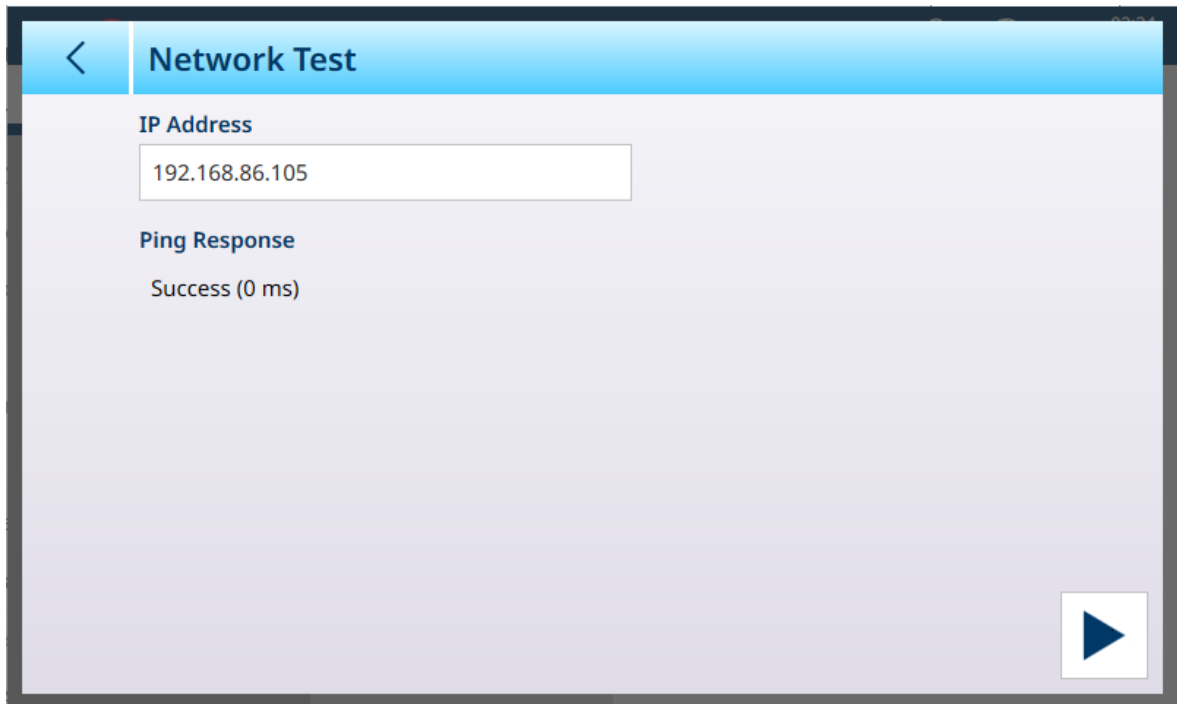 Network Test
IP Address
192.168.86.105
Ping Response
Success (0 ms)